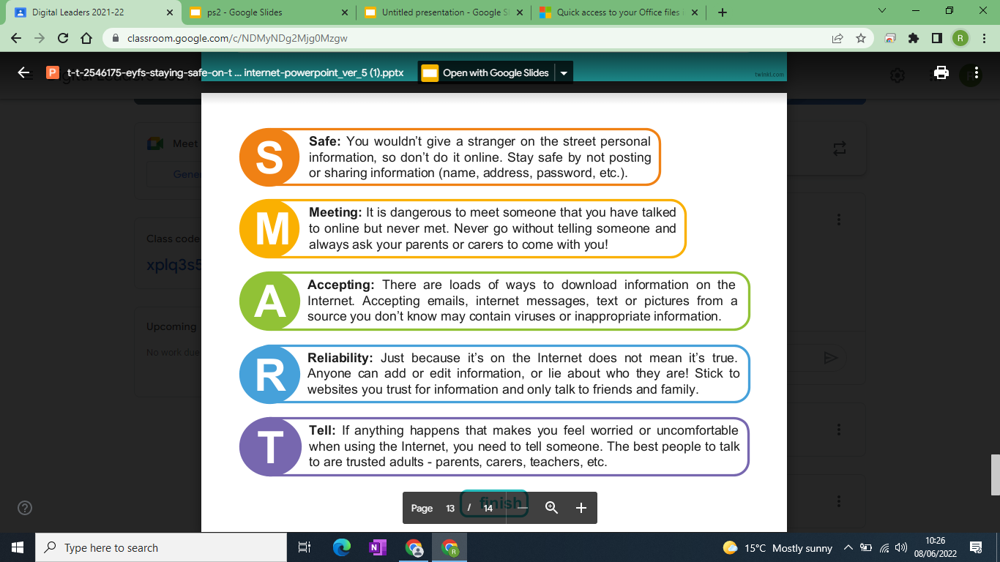 Digital Leaders 2021-22
ps2 - Google Slides
Untitled presentation - Google Sl
Quick access to your Office files i
classroom.google.com/c/NDMyNDg2Mjg0Mzgw
R
P t-t-2546175-eyfs-staying-safe-on-t ... internet-powerpoint_ver_5 (1).pptx
Open with Google Slides
twinkl.com
Meet
Gene
Class code
xplq3s5
Upcoming
No work due
S
Safe: You wouldn't give a stranger on the street personal
information, so don't do it online. Stay safe by not posting
or sharing information (name, address, password, etc.).
M
Meeting: It is dangerous to meet someone that you have talked
to online but never met. Never go without telling someone and
always ask your parents or carers to come with you!
A
Accepting: There are loads of ways to download information on the
Internet. Accepting emails, internet messages, text or pictures from a
source you don't know may contain viruses or inappropriate information.
R
Reliability: Just because it's on the Internet does not mean it's true.
Anyone can add or edit information, or lie about who they are! Stick to
websites you trust for information and only talk to friends and family.
T
Tell: If anything happens that makes you feel worried or uncomfortable
when using the Internet, you need to tell someone. The best people to talk
to are trusted adults - parents, carers, teachers, etc.
finish
Page 13 / 14
Type here to search
N
R
15°C Mostly sunny
10:26
08/06/2022